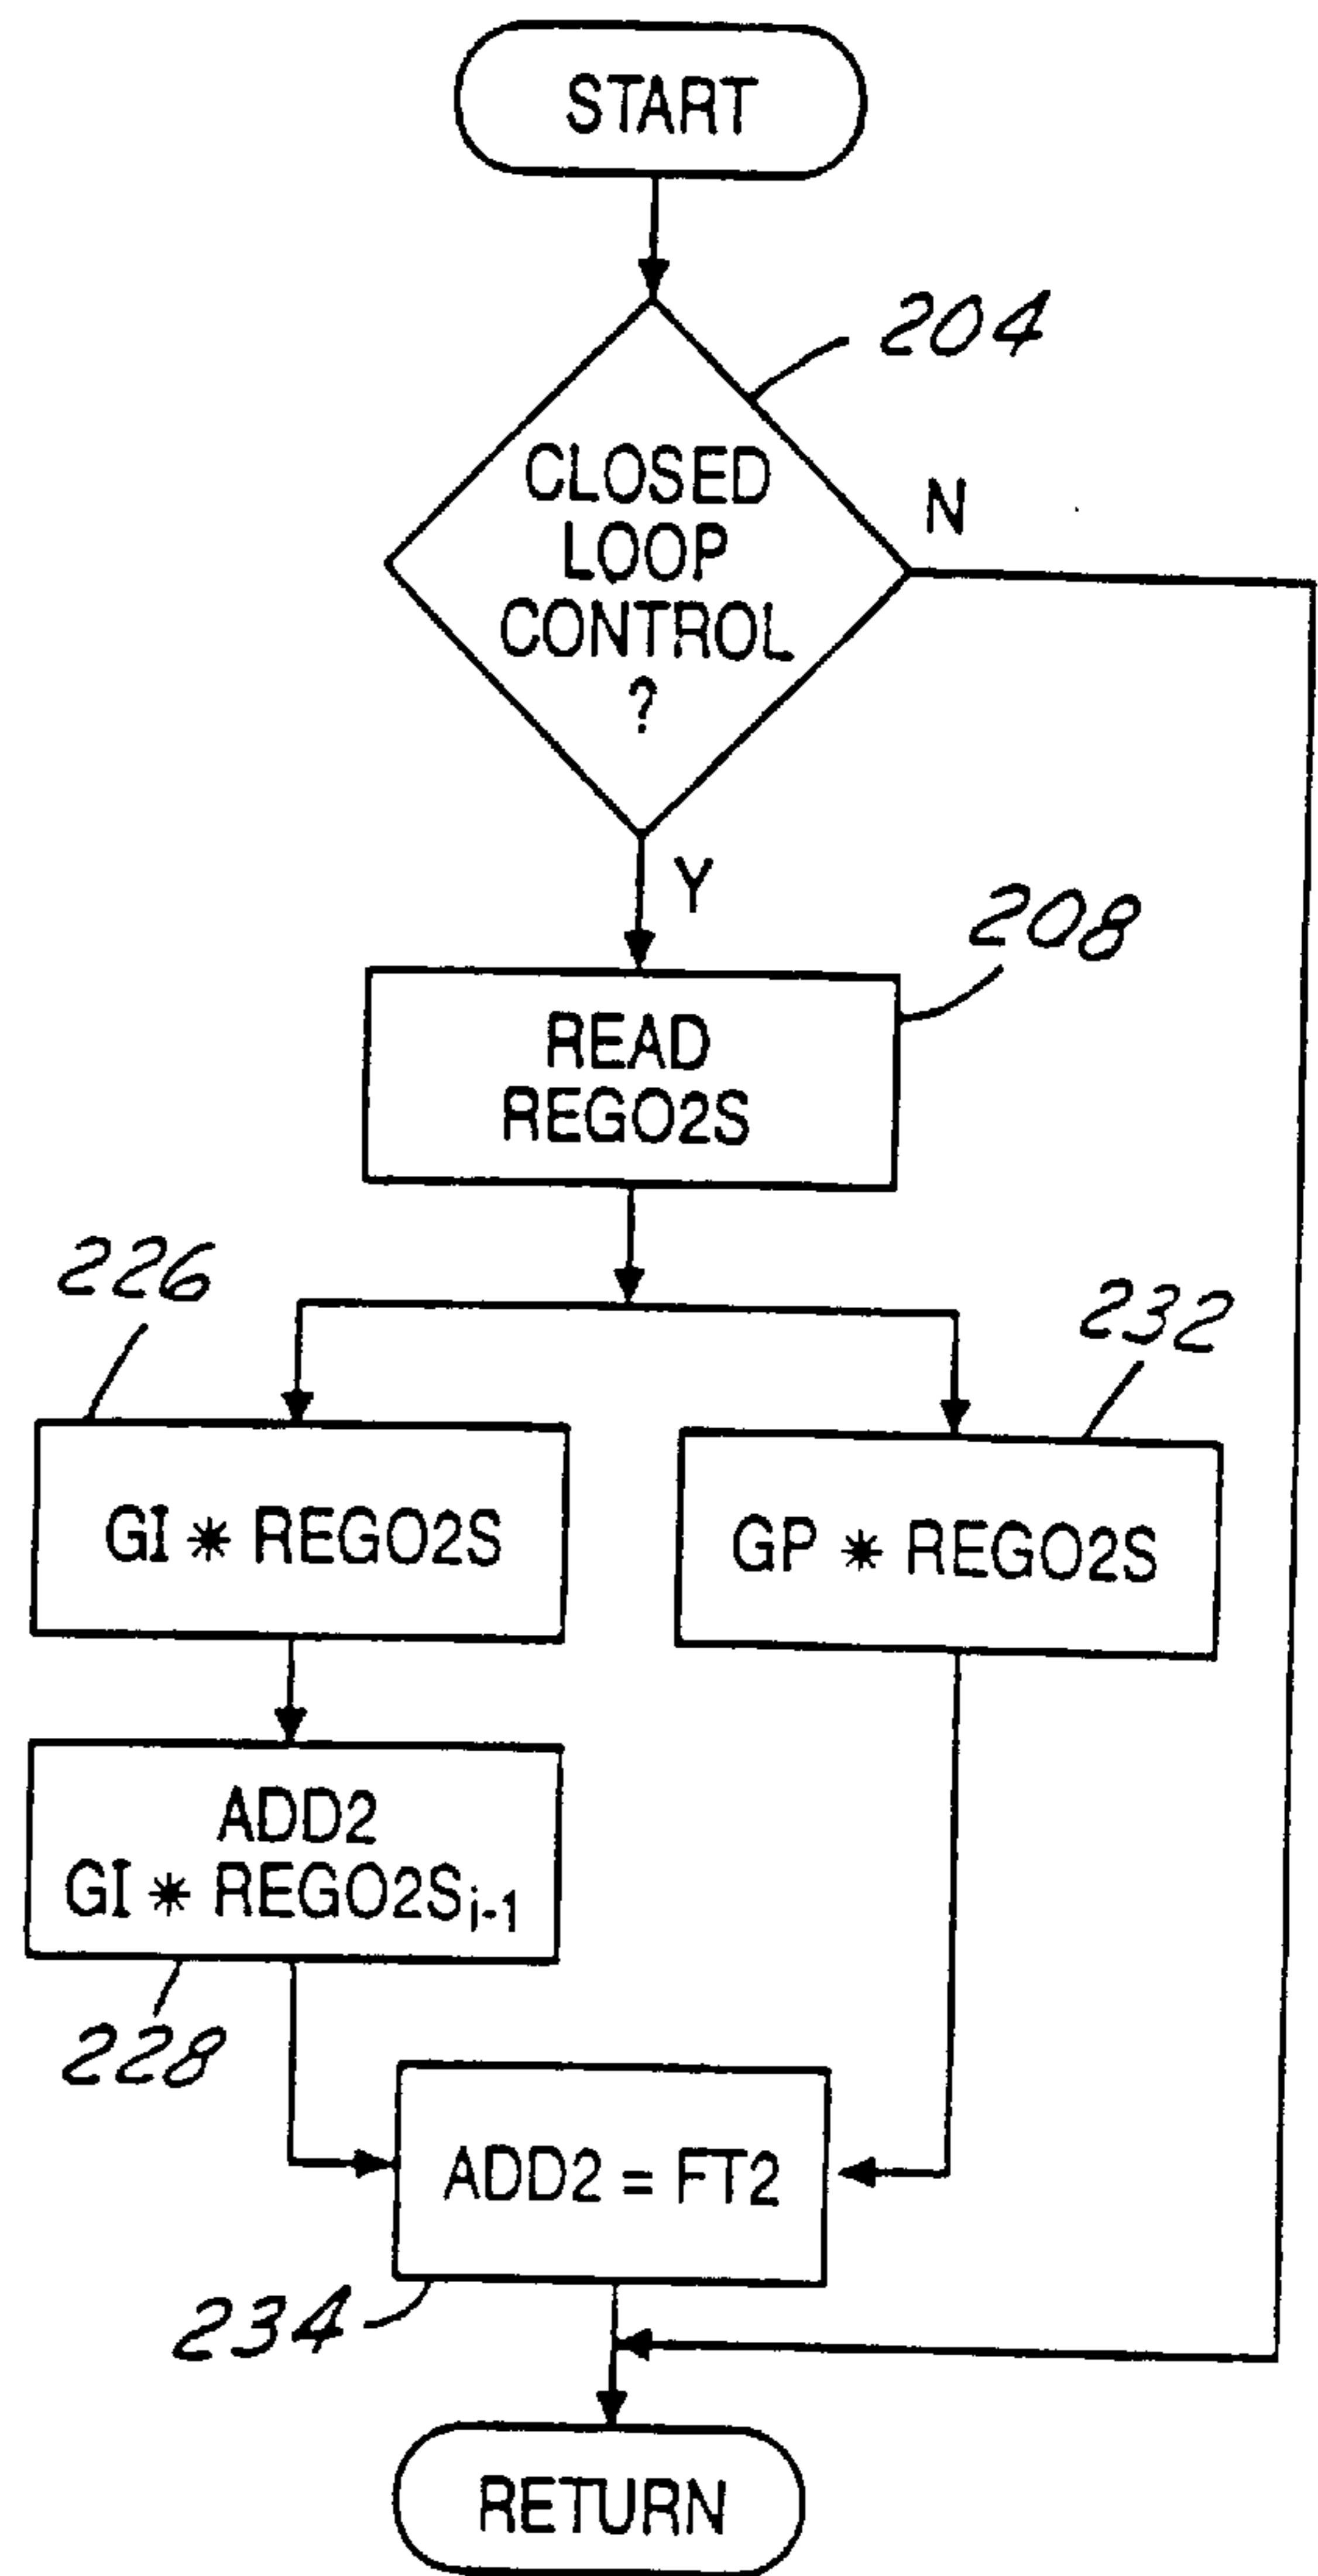 START
204
CLOSED
LOOP
CONTROL
?
N
Y
208
READ
REGO2S
226
232
GI * REGO2S
GP * REGO2S
ADD2
GI * REGO2Si-1
228
ADD2 = FT2
234
RETURN